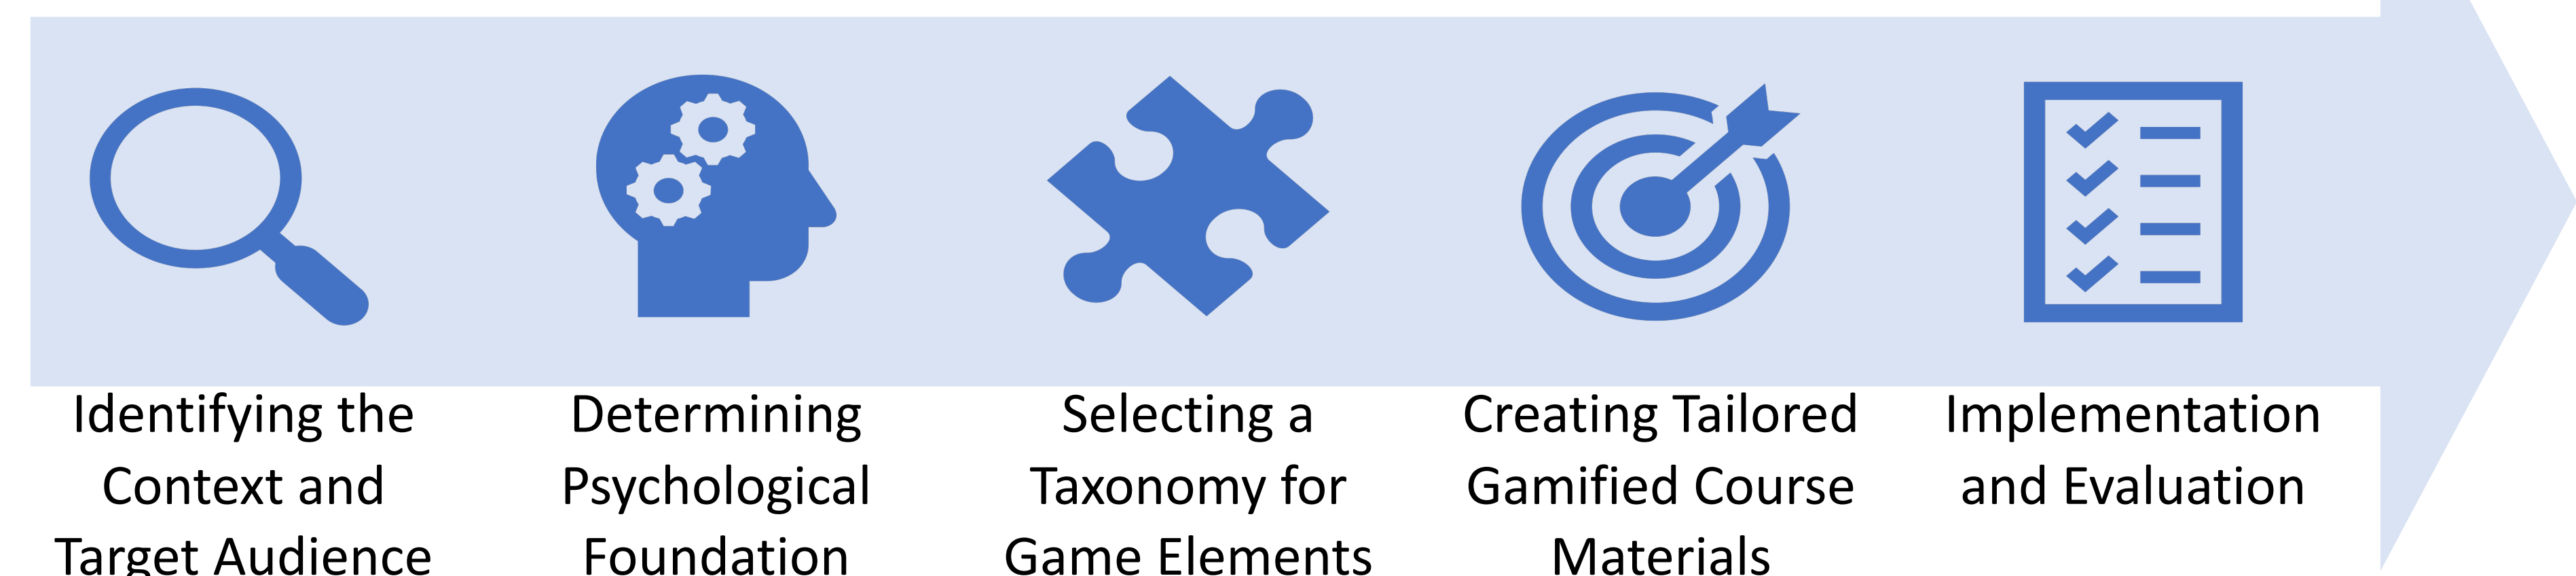 Identifying the
Context and
Target Audience
Determining
Psychological
Foundation
Selecting a
Taxonomy for
Game Elements
Creating Tailored
Gamified Course
Materials
Implementation
and Evaluation